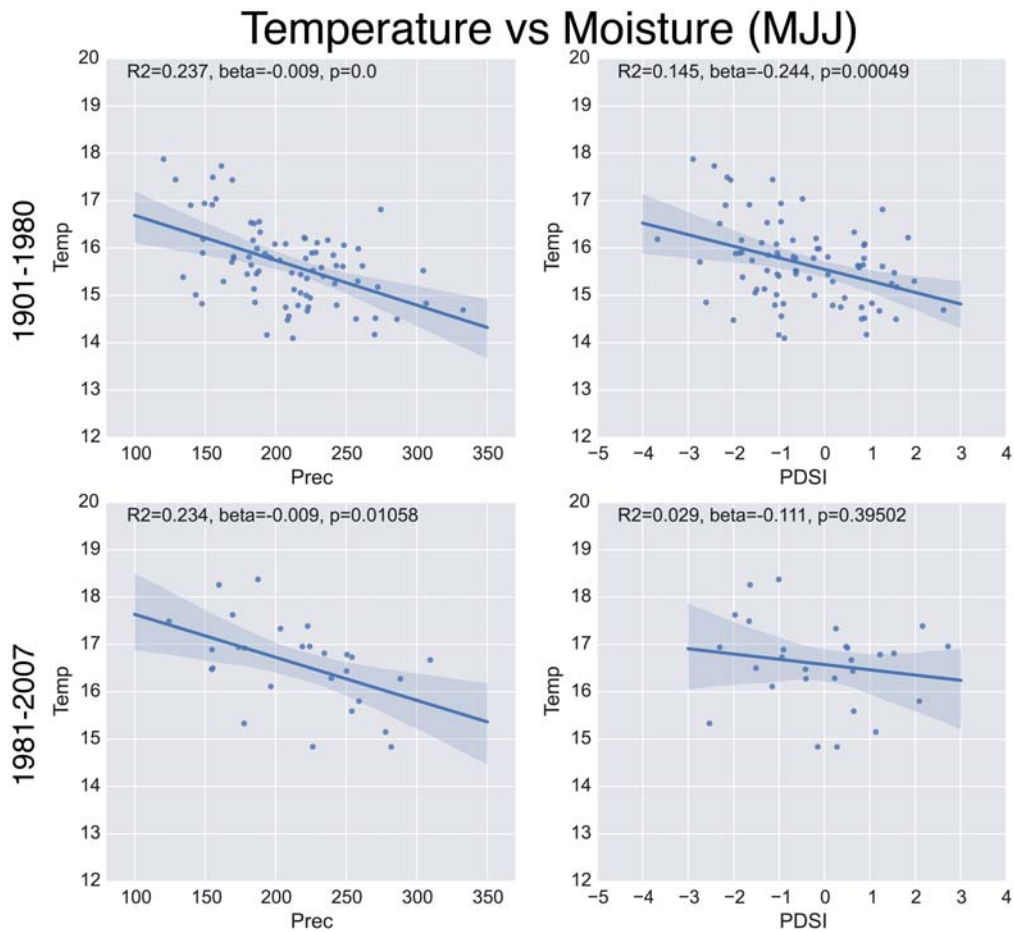 Temperature vs Moisture (MJJ)
1901-1980
R2=0.237, beta=-0.009, p=0.0
Temp
20
19
18
17
16
15
14
13
12
100 150 200 250 300 350
Prec
R2=0.145, beta=-0.244, p=0.00049
Temp
20
19
18
17
16
15
14
13
12
−5 −4 −3 −2 −1 0 1 2 3 4
PDSI
1981-2007
R2=0.234, beta=-0.009, p=0.01058
Temp
20
19
18
17
16
15
14
13
12
100 150 200 250 300 350
Prec
R2=0.029, beta=-0.111, p=0.39502
Temp
20
19
18
17
16
15
14
13
12
−5 −4 −3 −2 −1 0 1 2 3 4
PDSI